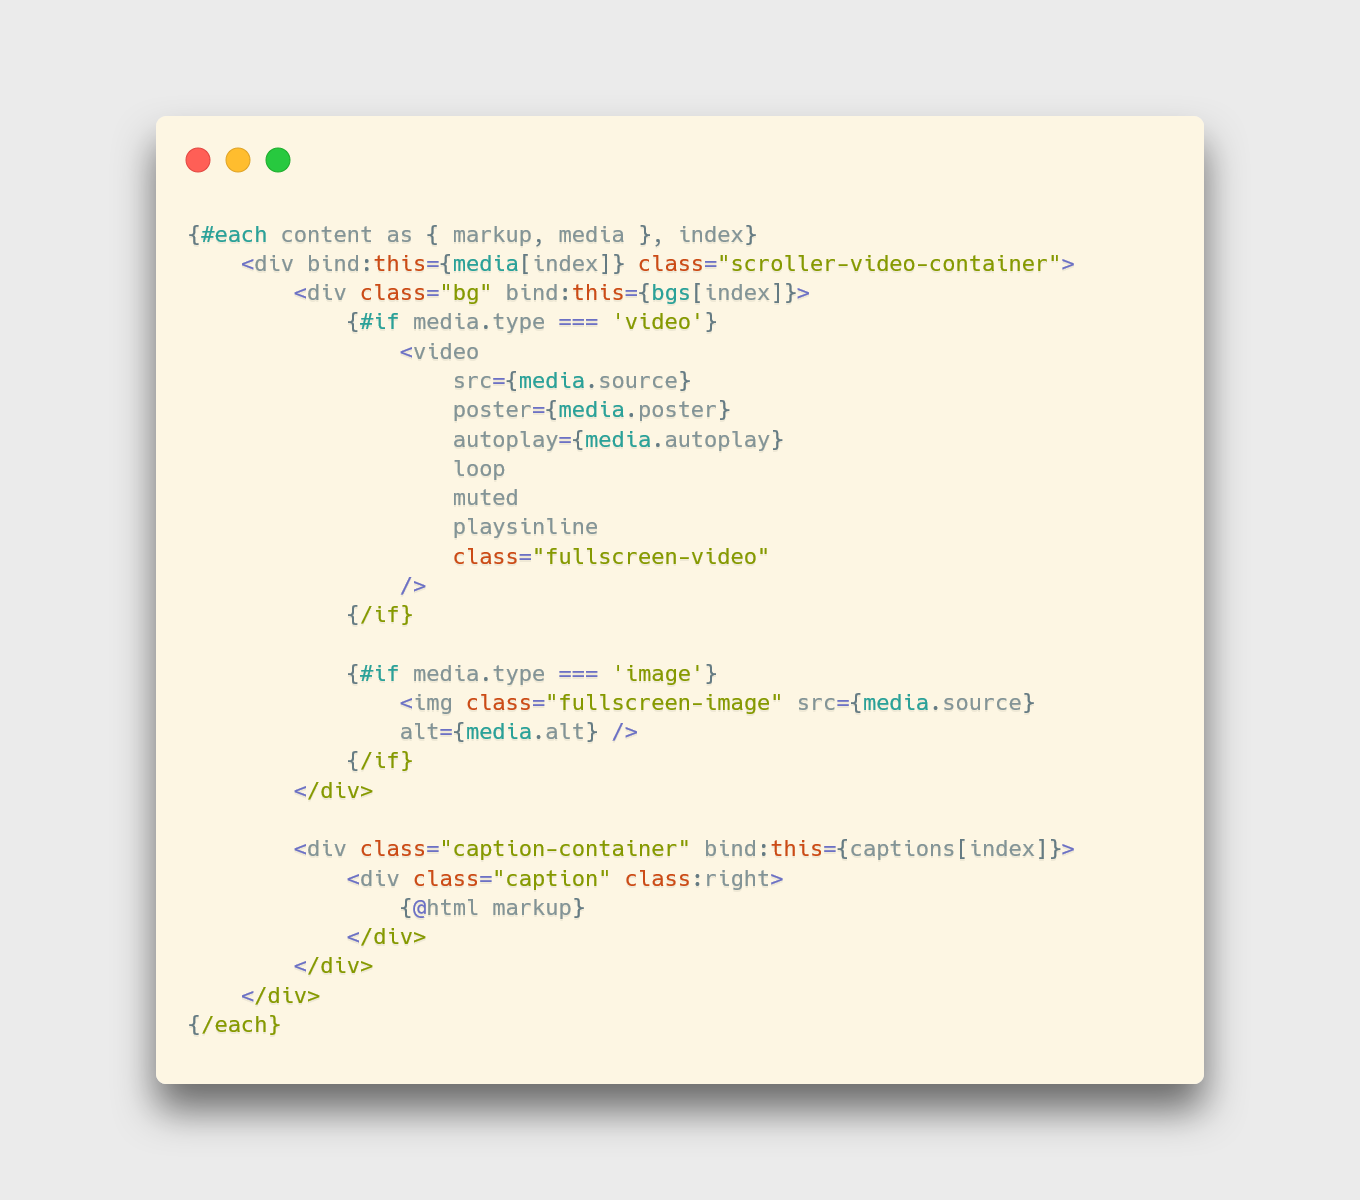 {#each content as { markup, media }, index}
    <div bind:this={media[index]} class="scroller-video-container">
        <div class="bg" bind:this={bgs[index]}>
            {#if media.type === 'video'}
                <video
                    src={media.source}
                    poster={media.poster}
                    autoplay={media.autoplay}
                    loop
                    muted
                    playsinline
                    class="fullscreen-video"
                />
            {/if}

            {#if media.type === 'image'}
                <img class="fullscreen-image" src={media.source}
                alt={media.alt} />
            {/if}
        </div>

        <div class="caption-container" bind:this={captions[index]}>
            <div class="caption" class:right>
                {@html markup}
            </div>
        </div>
    </div>
{/each}